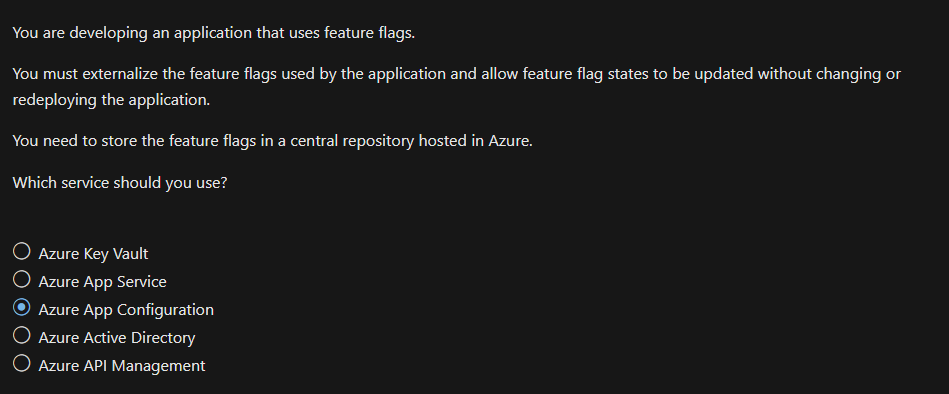 You are developing an application that uses feature flags.
You must externalize the feature flags used by the application and allow feature flag states to be updated without changing or
redeploying the application.
You need to store the feature flags in a central repository hosted in Azure.
Which service should you use?
Azure Key Vault
Azure App Service
Azure App Configuration
Azure Active Directory
Azure API Management